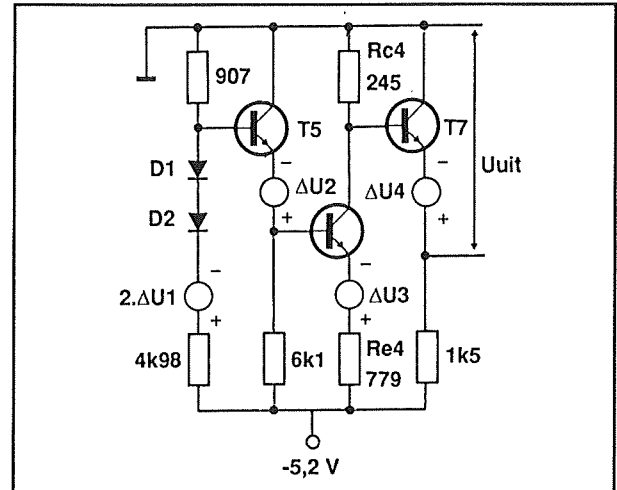 907
Rc4
245
T5
T7
D1
D2
−
ΔU2
+
−
ΔU4
+
Uuit
−
2.ΔU1
+
−
ΔU3
+
4k98
6k1
Re4
779
1k5
-5,2 V